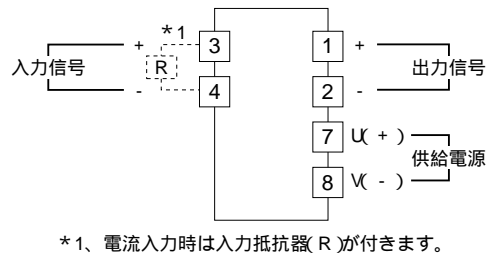 *1
+ 3 1 +
入力信号 R 出力信号
- 4 2 -
7 U( + )
供給電源
8 V( - )
*1、電流入力時は入力抵抗器( R )が付きます。